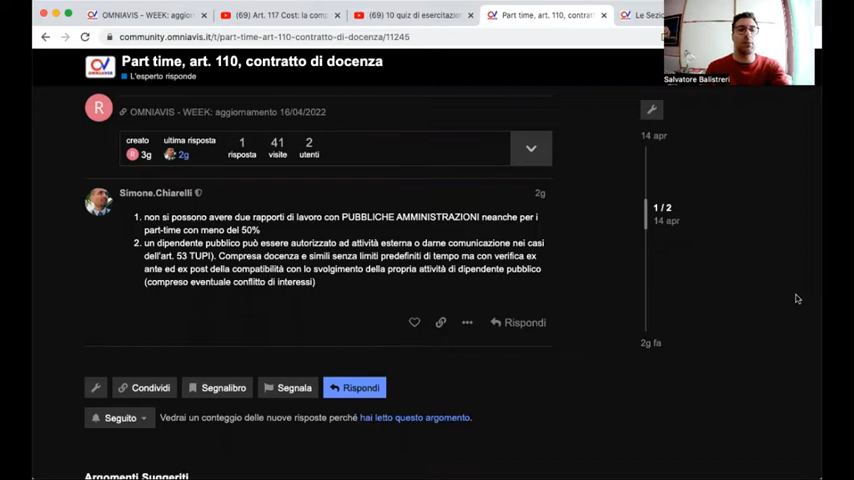 OMNIAVIS - WEEK: aggiorn
(69) Art. 117 Cost: la comp
(69) 10 quiz di esercitazion
Part time, art. 110, contratt
Le Sezio
community.omniavis.it/t/part-time-art-110-contratto-di-docenza/11245
OMNIAVIS
Part time, art. 110, contratto di docenza
L'esperto risponde
Salvatore Balistreri
R
OMNIAVIS - WEEK: aggiornamento 16/04/2022
creato
ultima risposta
1
41
2
R 3g
2g
risposta
visite
utenti
14 apr
1 / 2
14 apr
2g fa
Simone.Chiarelli
2g
1. non si possono avere due rapporti di lavoro con PUBBLICHE AMMINISTRAZIONI neanche per i
part-time con meno del 50%
2. un dipendente pubblico può essere autorizzato ad attività esterna o darne comunicazione nei casi
dell'art. 53 TUPI). Compresa docenza e simili senza limiti predefiniti di tempo ma con verifica ex
ante ed ex post della compatibilità con lo svolgimento della propria attività di dipendente pubblico
(compreso eventuale conflitto di interessi)
Rispondi
Condividi
Segnalibro
Segnala
Rispondi
Seguito
Vedrai un conteggio delle nuove risposte perché hai letto questo argomento.
Argomenti Suggeriti